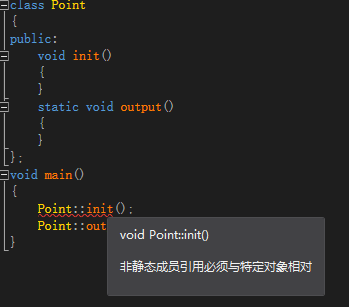 class Point
{
public:
void init()
{
}
static void output()
{
}
};
void main()
{
Point::init();
Point::out
}
void Point::init()
非静态成员引用必须与特定对象相对